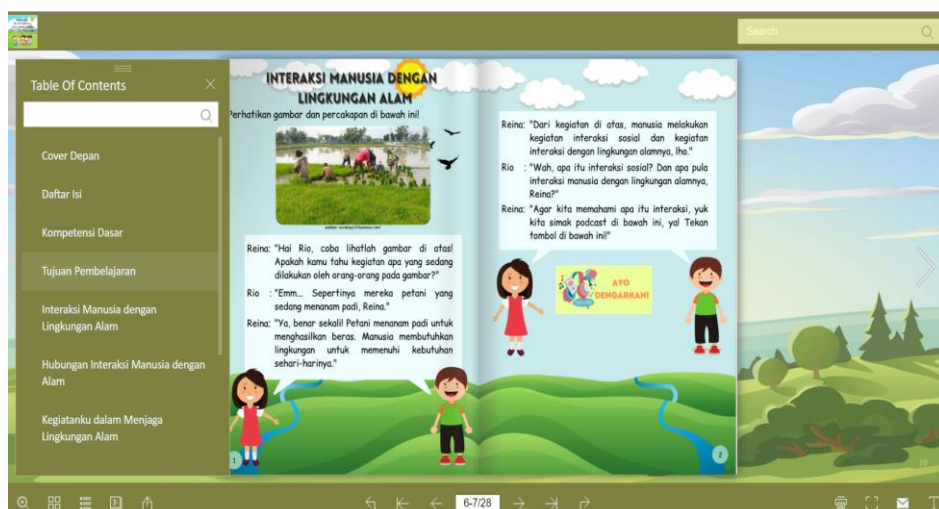 Search
Table Of Contents
Cover Depan
Daftar Isi
Kompetensi Dasar
Tujuan Pembelajaran
Interaksi Manusia dengan
Lingkungan Alam
Hubungan Interaksi Manusia dengan
Alam
Kegiatanku dalam Menjaga
Lingkungan Alam
INTERAKSI MANUSIA DENGAN
LINGKUNGAN ALAM
Perhatikan gambar dan percakapan di bawah ini!
Reina: "Hai Rio, coba lihatlah gambar di atas!
Apakah kamu tahu kegiatan apa yang sedang
dilakukan oleh orang-orang pada gambar?"
Rio : "Emm... Sepertinya mereka petani yang
sedang menanam padi, Reina."
Reina: "Ya, benar sekali! Petani menanam padi untuk
menghasilkan beras. Manusia membutuhkan
lingkungan untuk memenuhi kebutuhan
sehari-harinya."
1
Reina: "Dari kegiatan di atas, manusia melakukan
kegiatan interaksi sosial dan kegiatan
interaksi dengan lingkungan alamnya, lho."
Rio : "Wah, apa itu interaksi sosial? Dan apa pula
interaksi manusia dengan lingkungan alamnya,
Reina?"
Reina: "Agar kita memahami apa itu interaksi, yuk
kita simak podcast di bawah ini, ya! Tekan
tombol di bawah ini!"
AYO
DENGARKAN!
2
6-7/28